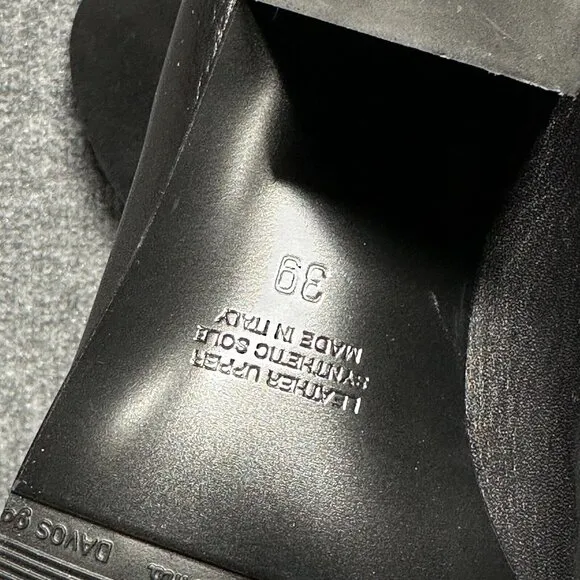 LEATHER UPPER
SYNTHETIC SOLE
MADE IN ITALY
39
DAVOS 99